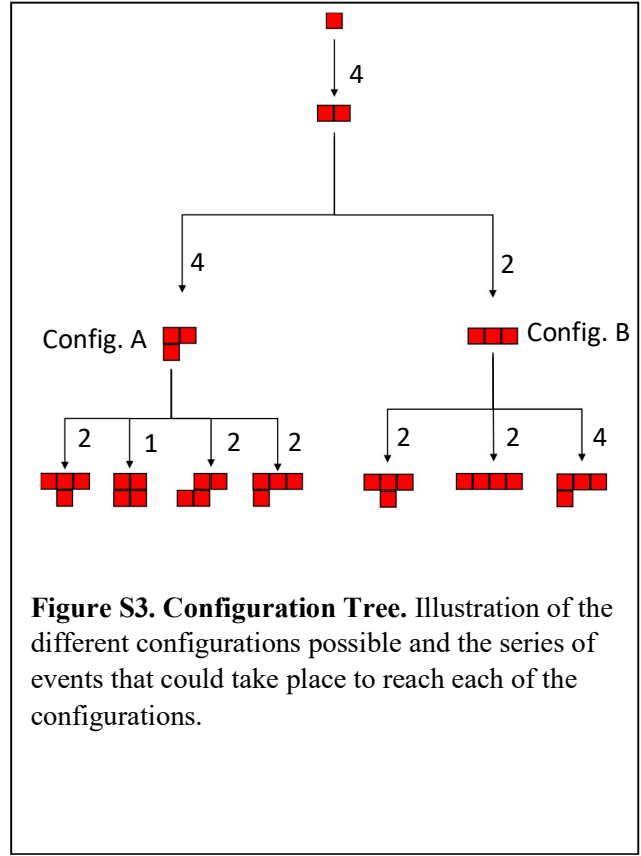 4
4
2
Config. A
Config. B
2
1
2
2
2
2
4
Figure S3. Configuration Tree. Illustration of the
different configurations possible and the series of
events that could take place to reach each of the
configurations.